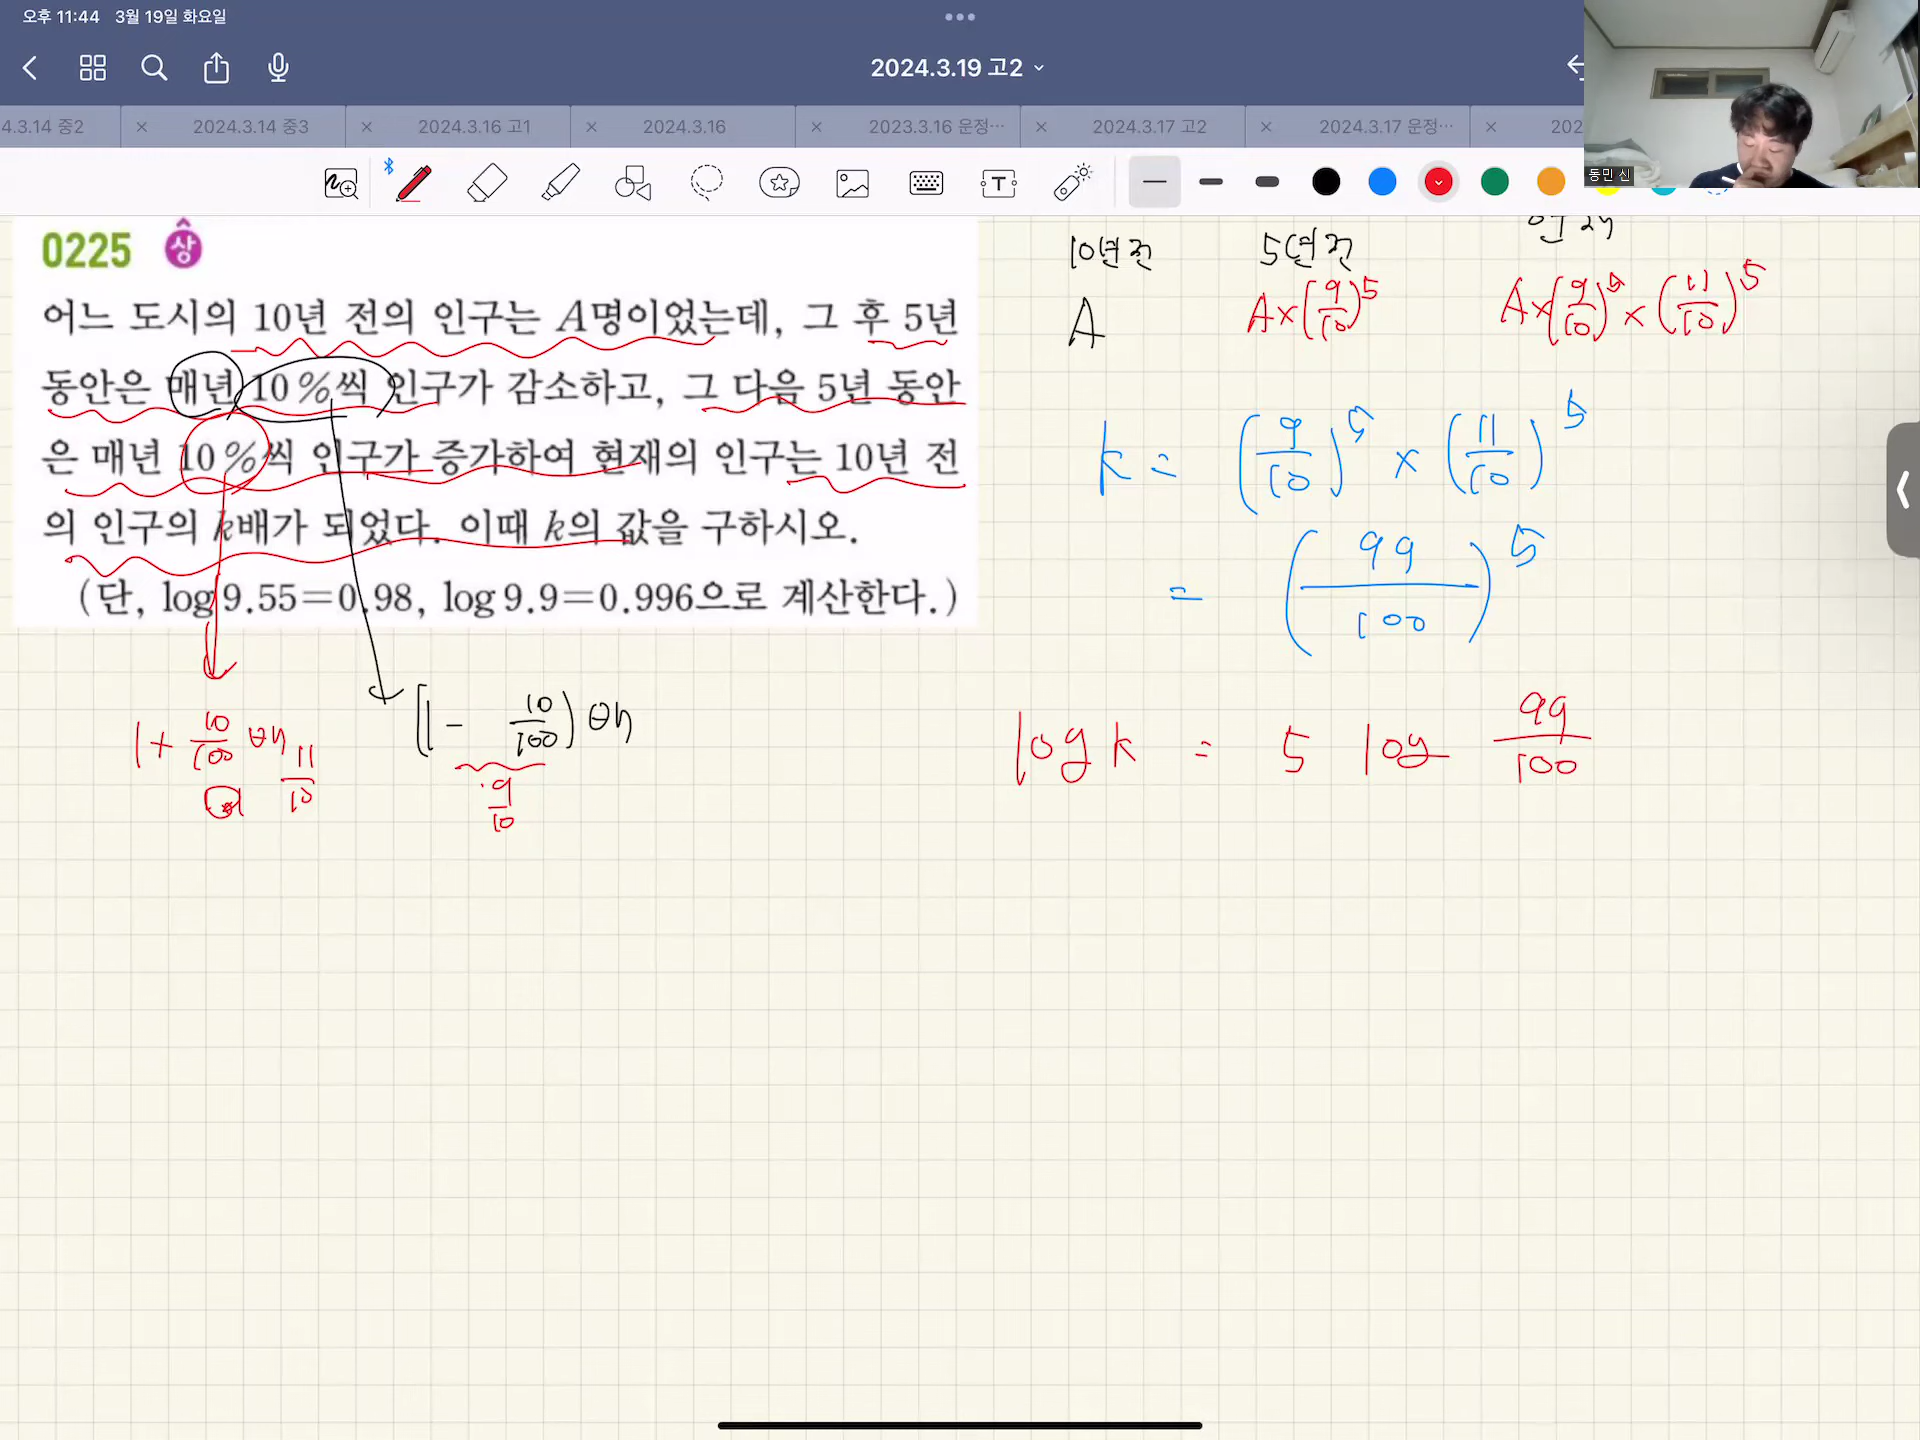 오후 11:44 3월 19일 화요일
2024.3.19 고2
4.3.14 중2
2024.3.14 중3
2024.3.16 고1
2024.3.16
2023.3.16 운정…
2024.3.17 고2
2024.3.17 운정…
202
동민 신
0225 상
어느 도시의 10년 전의 인구는 A명이었는데, 그 후 5년
동안은 매년 10%씩 인구가 감소하고, 그 다음 5년 동안
은 매년 10%씩 인구가 증가하여 현재의 인구는 10년 전
의 인구의 k배가 되었다. 이때 k의 값을 구하시오.
(단, log 9.55=0.98, log 9.9=0.996으로 계산한다.)
10년전 5년전 현재
A A×(9/10)^5 A×(9/10)^5×(11/10)^5
k = (9/10)^5 × (11/10)^5
= (99/100)^5
log k = 5 log 99/100
1+ 10/100 배 11/10
(1- 10/100) 배
9/10